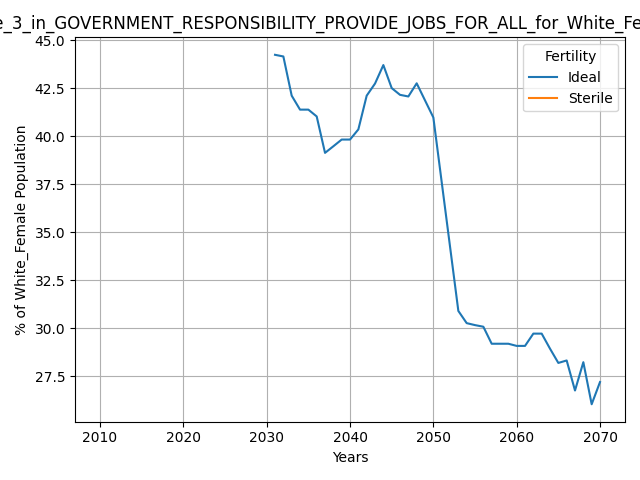 e_3_in_GOVERNMENT_RESPONSIBILITY_PROVIDE_JOBS_FOR_ALL_for_White_Fe
45.0
42.5
40.0
37.5
35.0
32.5
30.0
27.5
% of White_Female Population
Fertility
Ideal
Sterile
2010 2020 2030 2040 2050 2060 2070
Years